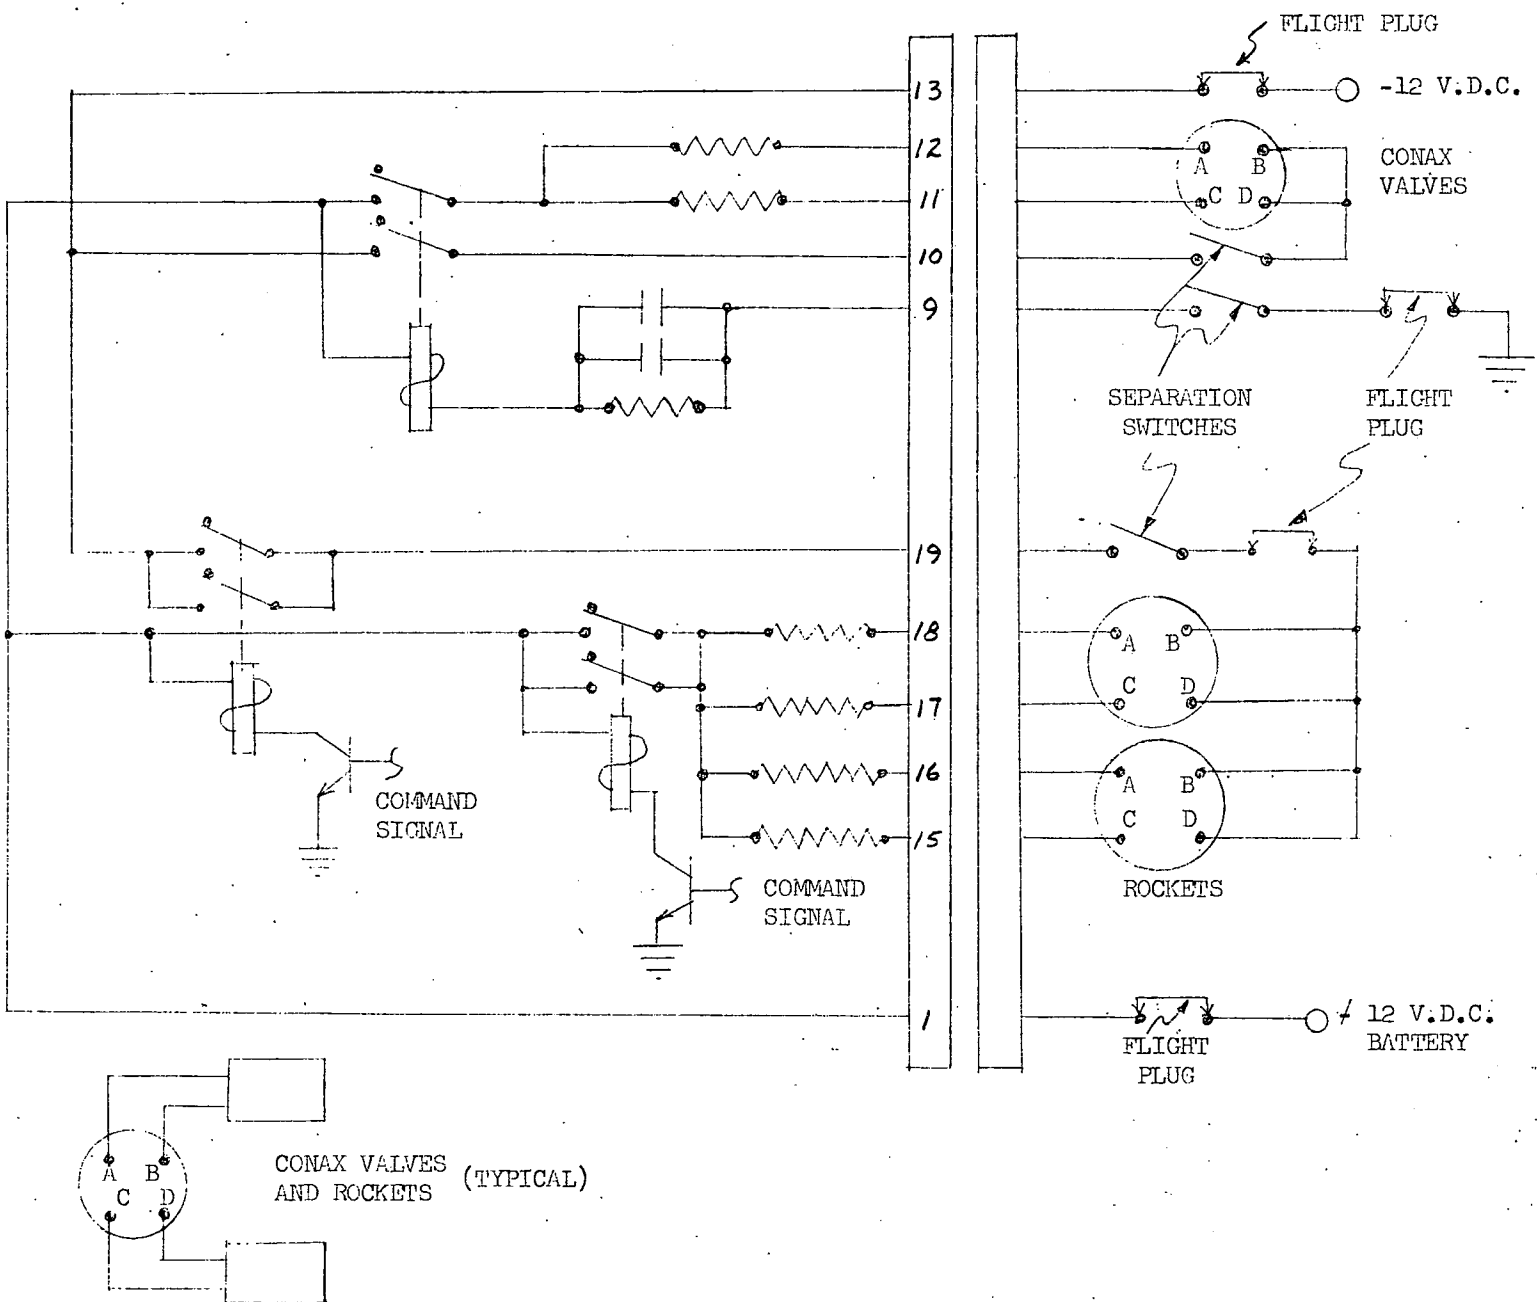 FLIGHT PLUG
13
-12 V.D.C.
12
A B
CONAX
VALVES
11
C D
10
9
SEPARATION
SWITCHES
FLIGHT
PLUG
19
18
A B
C D
17
16
A B
COMMAND
SIGNAL
C D
15
COMMAND
SIGNAL
ROCKETS
1
+ 12 V.D.C.
BATTERY
FLIGHT
PLUG
A B
C D
CONAX VALVES
AND ROCKETS (TYPICAL)